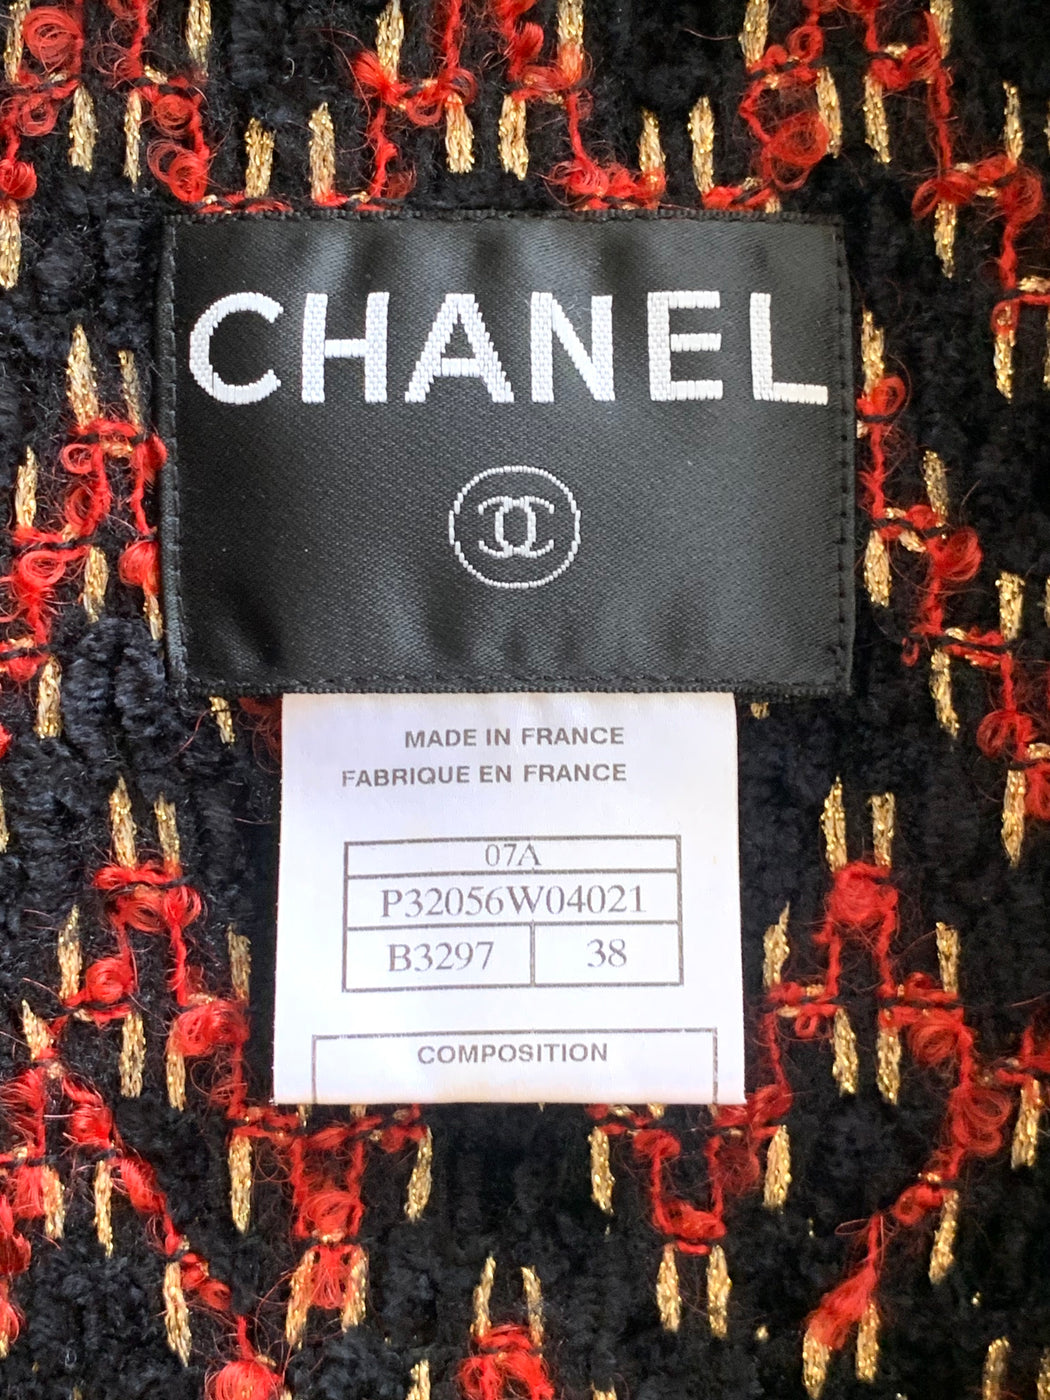 CHANEL
MADE IN FRANCE
FABRIQUE EN FRANCE
07A
P32056W04021
B3297 38
COMPOSITION